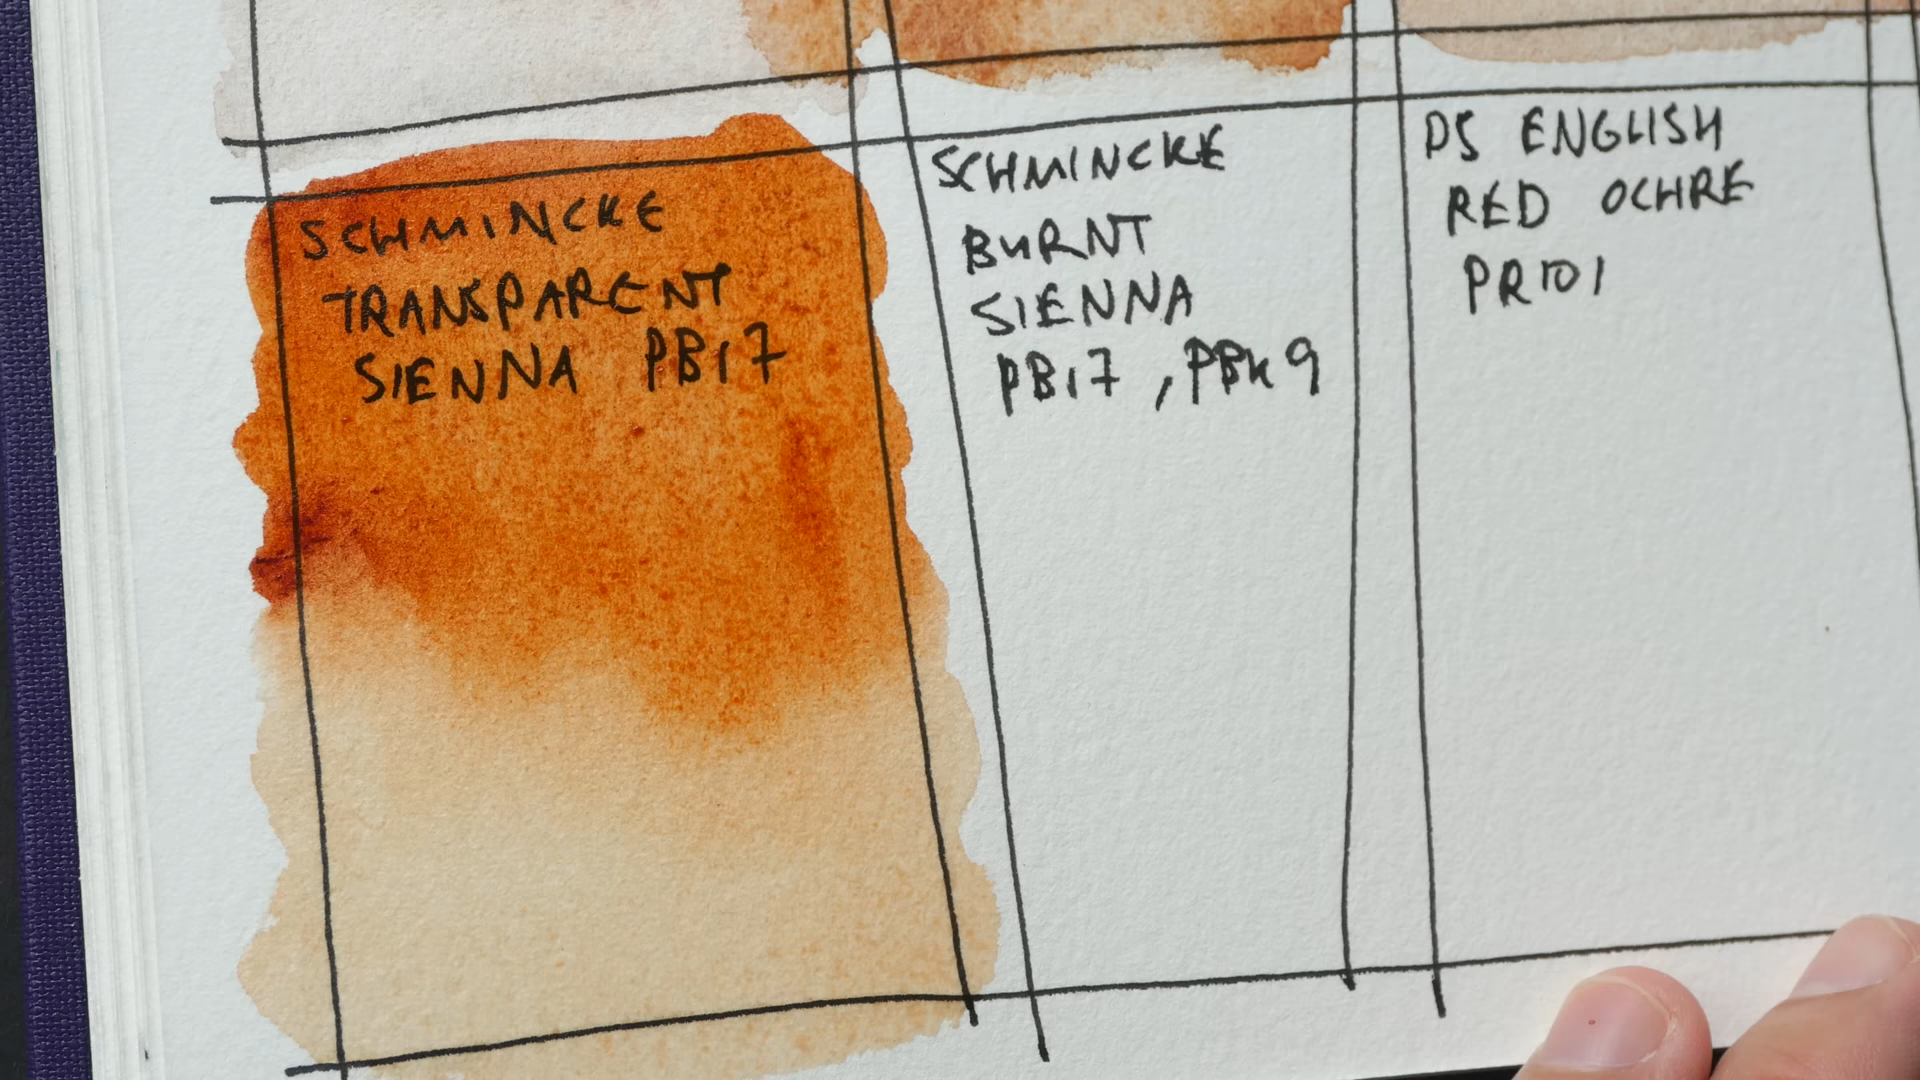 SCHMINCKE
TRANSPARENT
SIENNA PB17
SCHMINCKE
BURNT
SIENNA
PB17, PBK9
DS ENGLISH
RED OCHRE
PR101